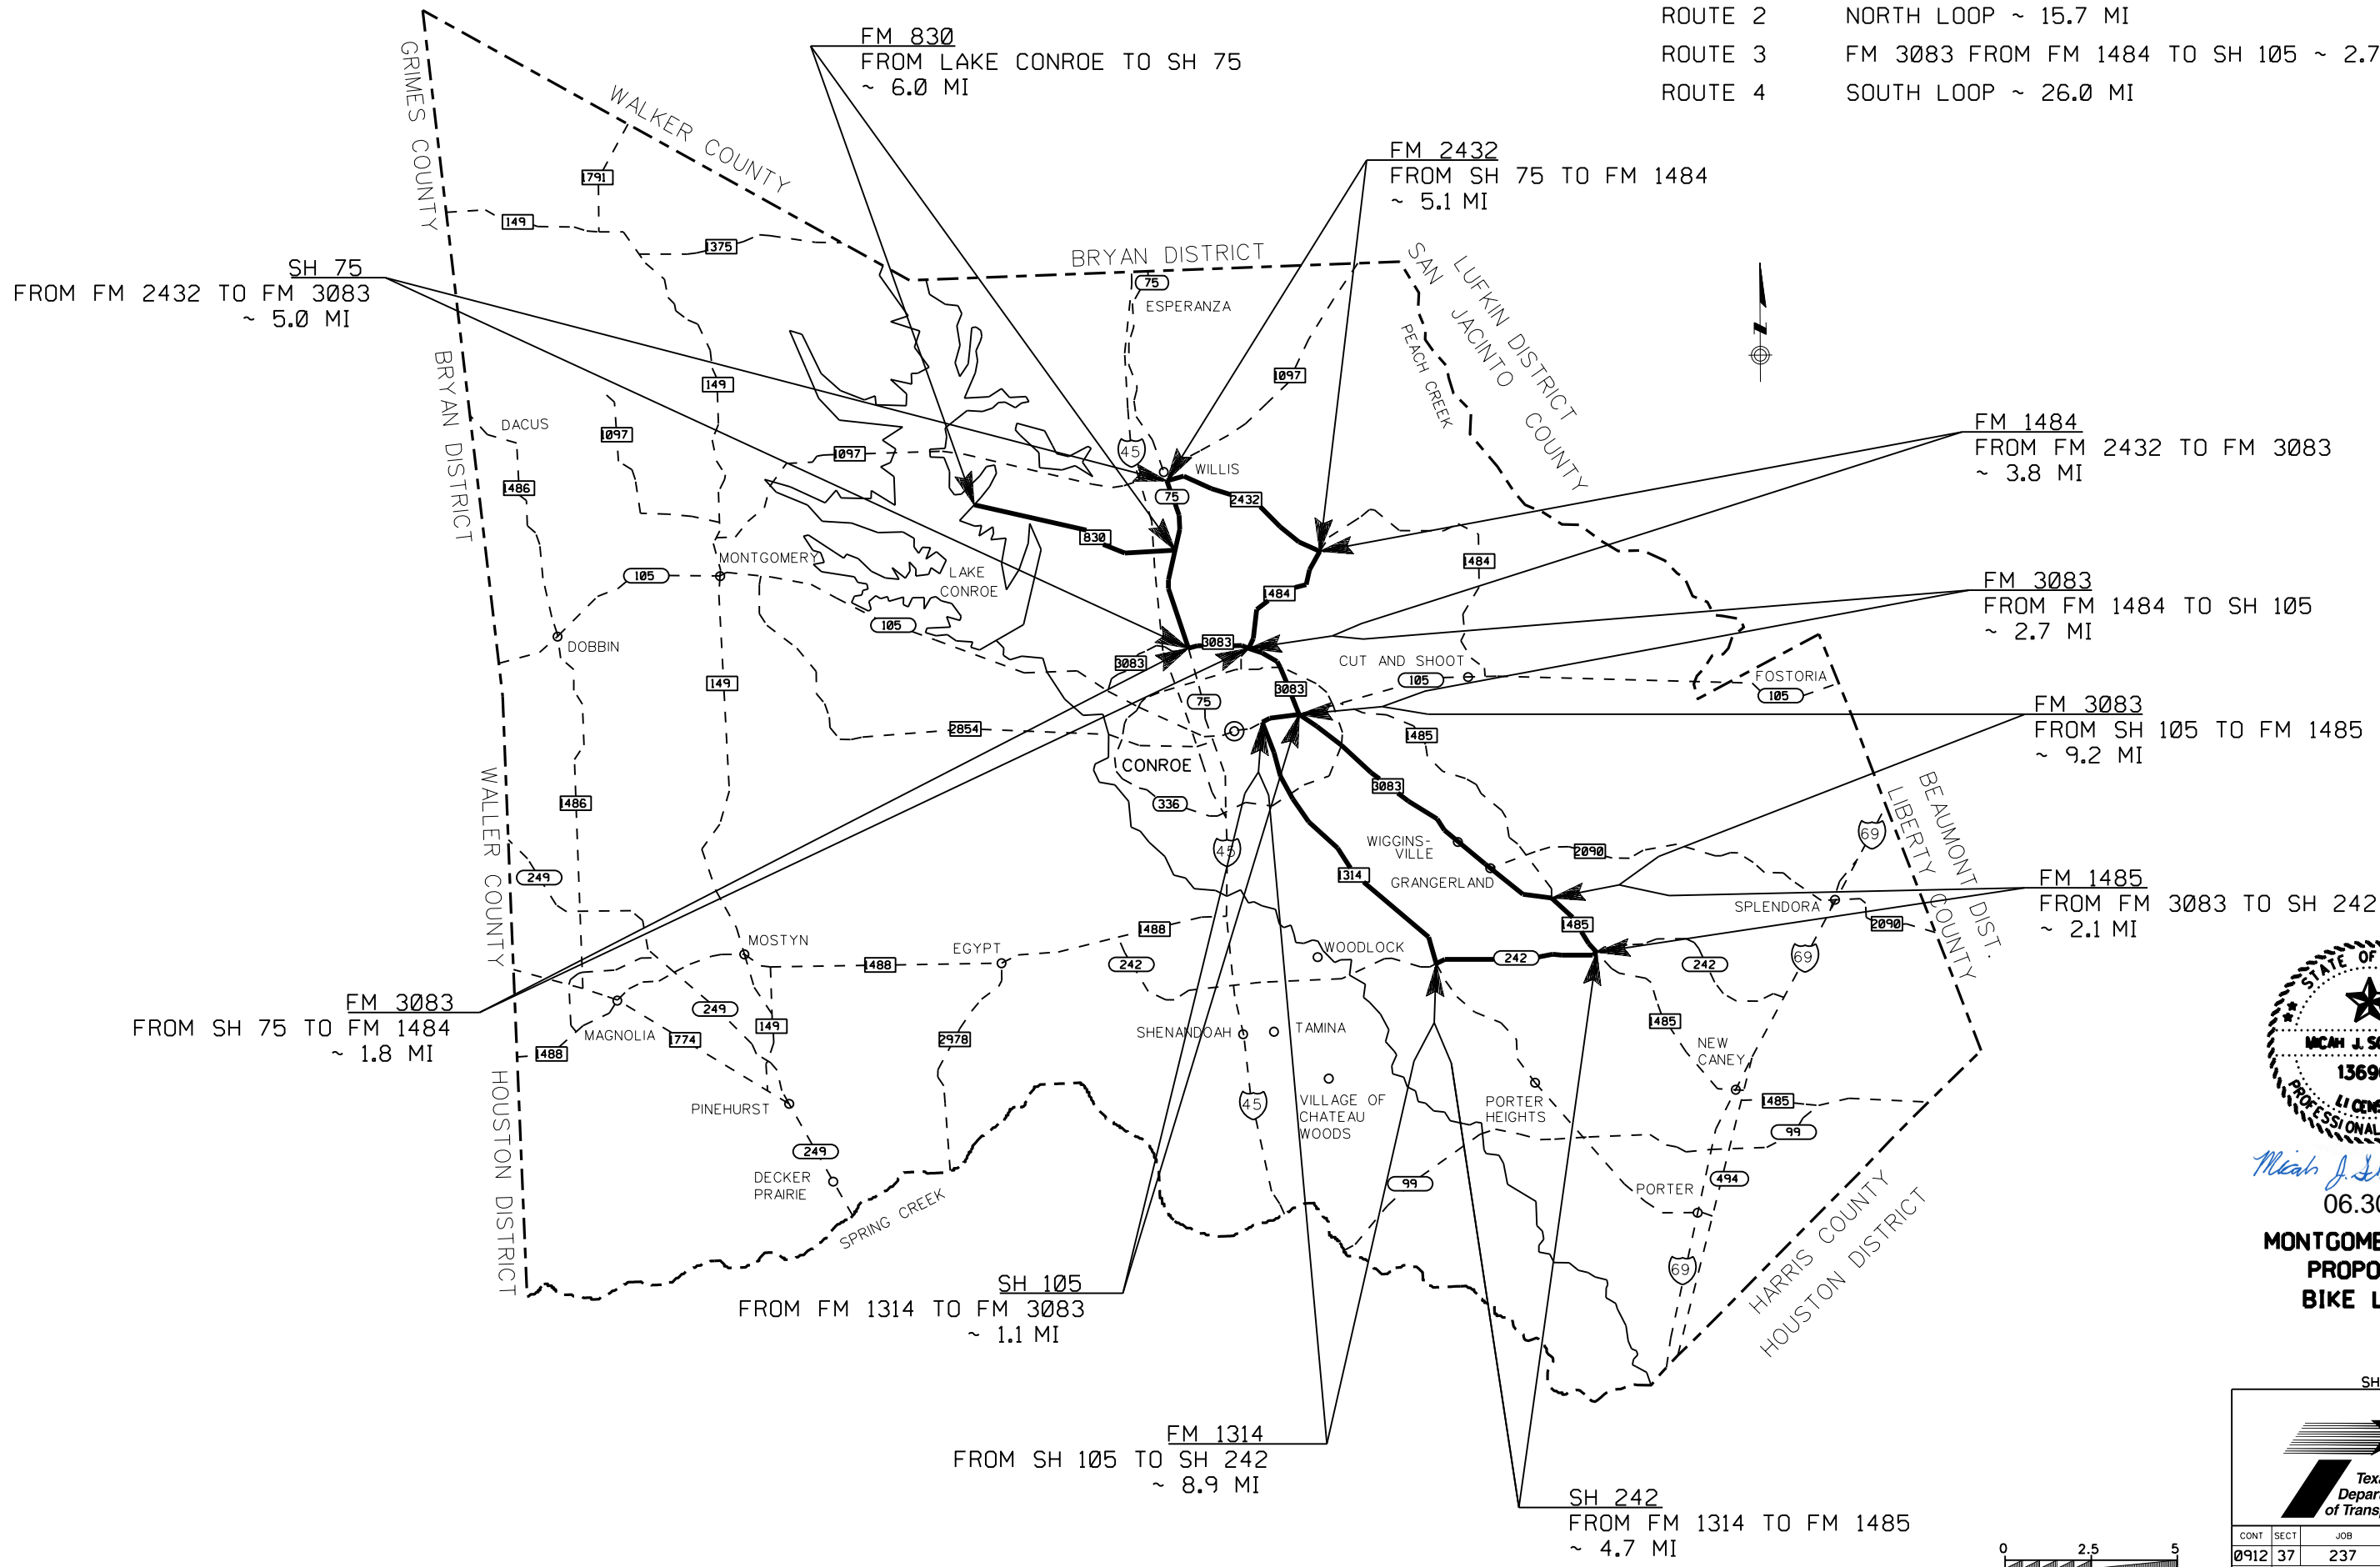 ROUTE 2 NORTH LOOP ~ 15.7 MI
ROUTE 3 FM 3083 FROM FM 1484 TO SH 105 ~ 2.7
ROUTE 4 SOUTH LOOP ~ 26.0 MI
FM 830
FROM LAKE CONROE TO SH 75
~ 6.0 MI
FM 2432
FROM SH 75 TO FM 1484
~ 5.1 MI
SH 75
FROM FM 2432 TO FM 3083
~ 5.0 MI
FM 1484
FROM FM 2432 TO FM 3083
~ 3.8 MI
FM 3083
FROM FM 1484 TO SH 105
~ 2.7 MI
FM 3083
FROM SH 105 TO FM 1485
~ 9.2 MI
FM 1485
FROM FM 3083 TO SH 242
~ 2.1 MI
FM 3083
FROM SH 75 TO FM 1484
~ 1.8 MI
SH 105
FROM FM 1314 TO FM 3083
~ 1.1 MI
FM 1314
FROM SH 105 TO SH 242
~ 8.9 MI
SH 242
FROM FM 1314 TO FM 1485
~ 4.7 MI
GRIMES COUNTY
WALKER COUNTY
BRYAN DISTRICT
SAN JACINTO COUNTY
LUFKIN DISTRICT
PEACH CREEK
BRYAN DISTRICT
WALLER COUNTY
HOUSTON DISTRICT
BEAUMONT DIST.
LIBERTY COUNTY
HARRIS COUNTY
HOUSTON DISTRICT
SPRING CREEK
1791
149
1375
75
ESPERANZA
1097
149
DACUS
1097
1097
45
WILLIS
75
2432
1486
830
1484
1484
MONTGOMERY
105
LAKE
CONROE
105
DOBBIN
3083
3083
CUT AND SHOOT
105
FOSTORIA
105
149
3083
75
2854
1485
CONROE
3083
336
1486
WIGGINS-
VILLE
2090
69
45
GRANGERLAND
1314
249
SPLENDORA
2090
1485
1488
MOSTYN
EGYPT
WOODLOCK
1488
242
242
242
69
249
MAGNOLIA
149
1774
1488
2978
SHENANDOAH
TAMINA
1485
NEW
CANEY
PINEHURST
45
VILLAGE OF
CHATEAU
WOODS
PORTER
HEIGHTS
1485
99
249
DECKER
PRAIRIE
99
PORTER
494
69
STATE OF
MICAH J.
PROFESSIONAL
Micah J.
06.30
BIKE
0 2.5 5
of
CONT SECT JOB
0912 37 237